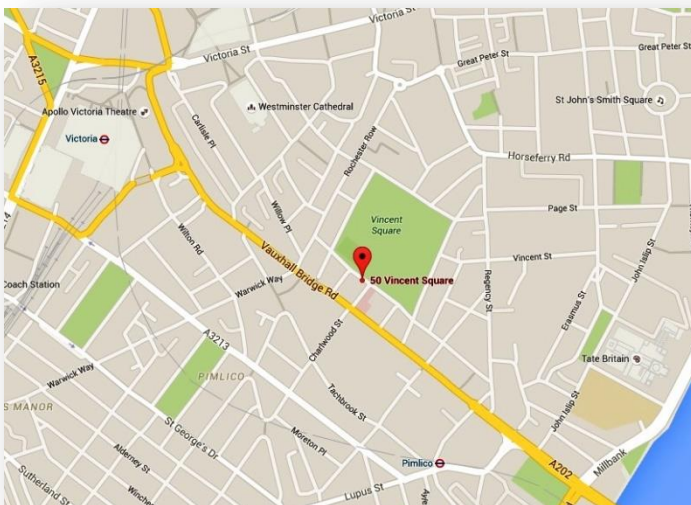 Victoria St
Great Peter St
A3215
Victoria St
Great Peter St
Apollo Victoria Theatre
Westminster Cathedral
St John's Smith Square
Carlisle Pl
Rochester Row
Victoria
Horseferry Rd
Willow Pl
Page St
Vincent
Square
Wilton Rd
Vauxhall Bridge Rd
Vincent St
John Islip St
Regency St
50 Vincent Square
Coach Station
Warwick Way
Erasmus St
A3213
Charlwood St
Tate Britain
Warwick Way
PIMLICO
Tachbrook St
John Islip St
S MANOR
St George's Dr
Moreton Pl
Alderney St
Pimlico
A202
Millbank
Sutherland St
Lupus St